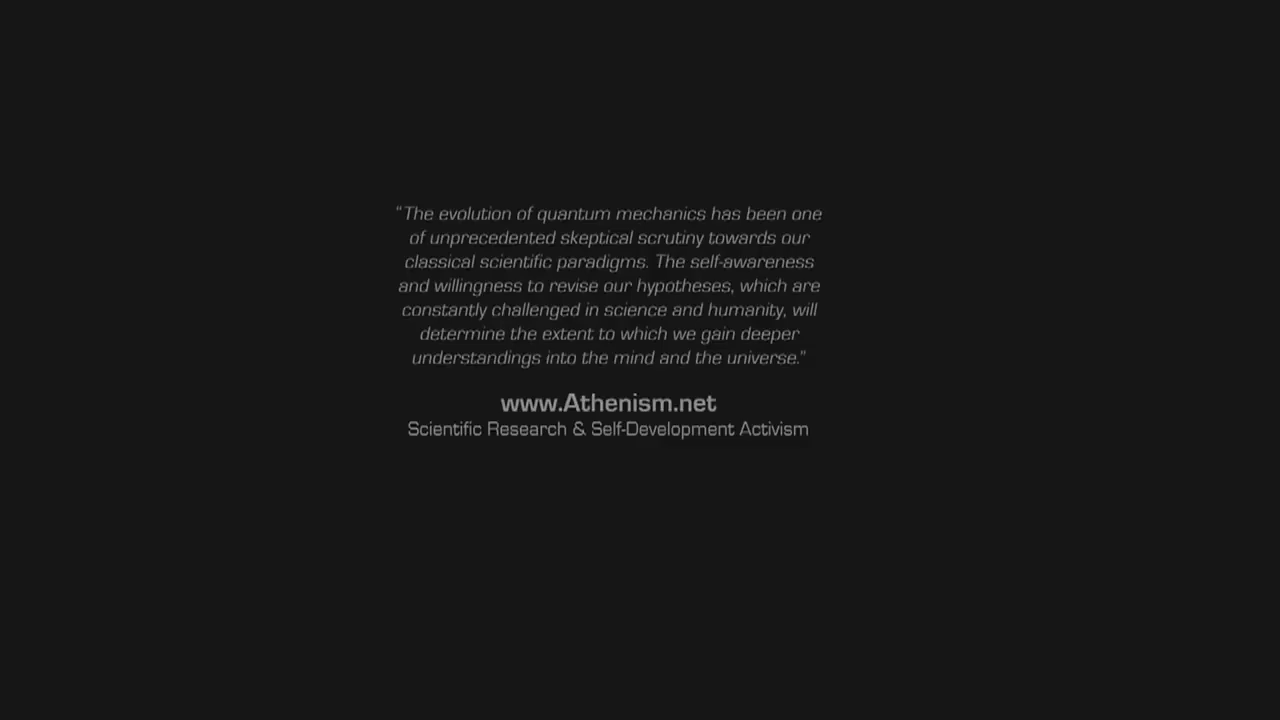 “The evolution of quantum mechanics has been one
of unprecedented skeptical scrutiny towards our
classical scientific paradigms. The self-awareness
and willingness to revise our hypotheses, which are
constantly challenged in science and humanity, will
determine the extent to which we gain deeper
understandings into the mind and the universe.”
www.Athenism.net
Scientific Research & Self-Development Activism